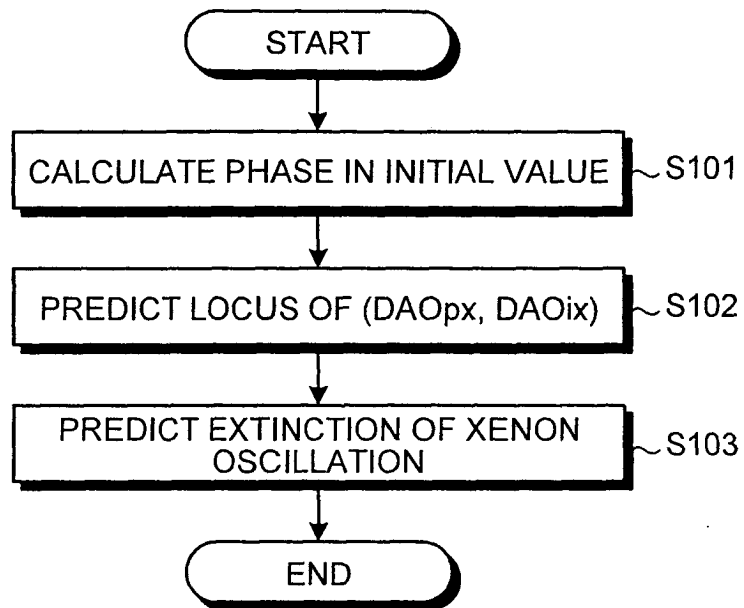 START
CALCULATE PHASE IN INITIAL VALUE
S101
PREDICT LOCUS OF (DAOpx, DAOix)
S102
PREDICT EXTINCTION OF XENON
OSCILLATION
S103
END